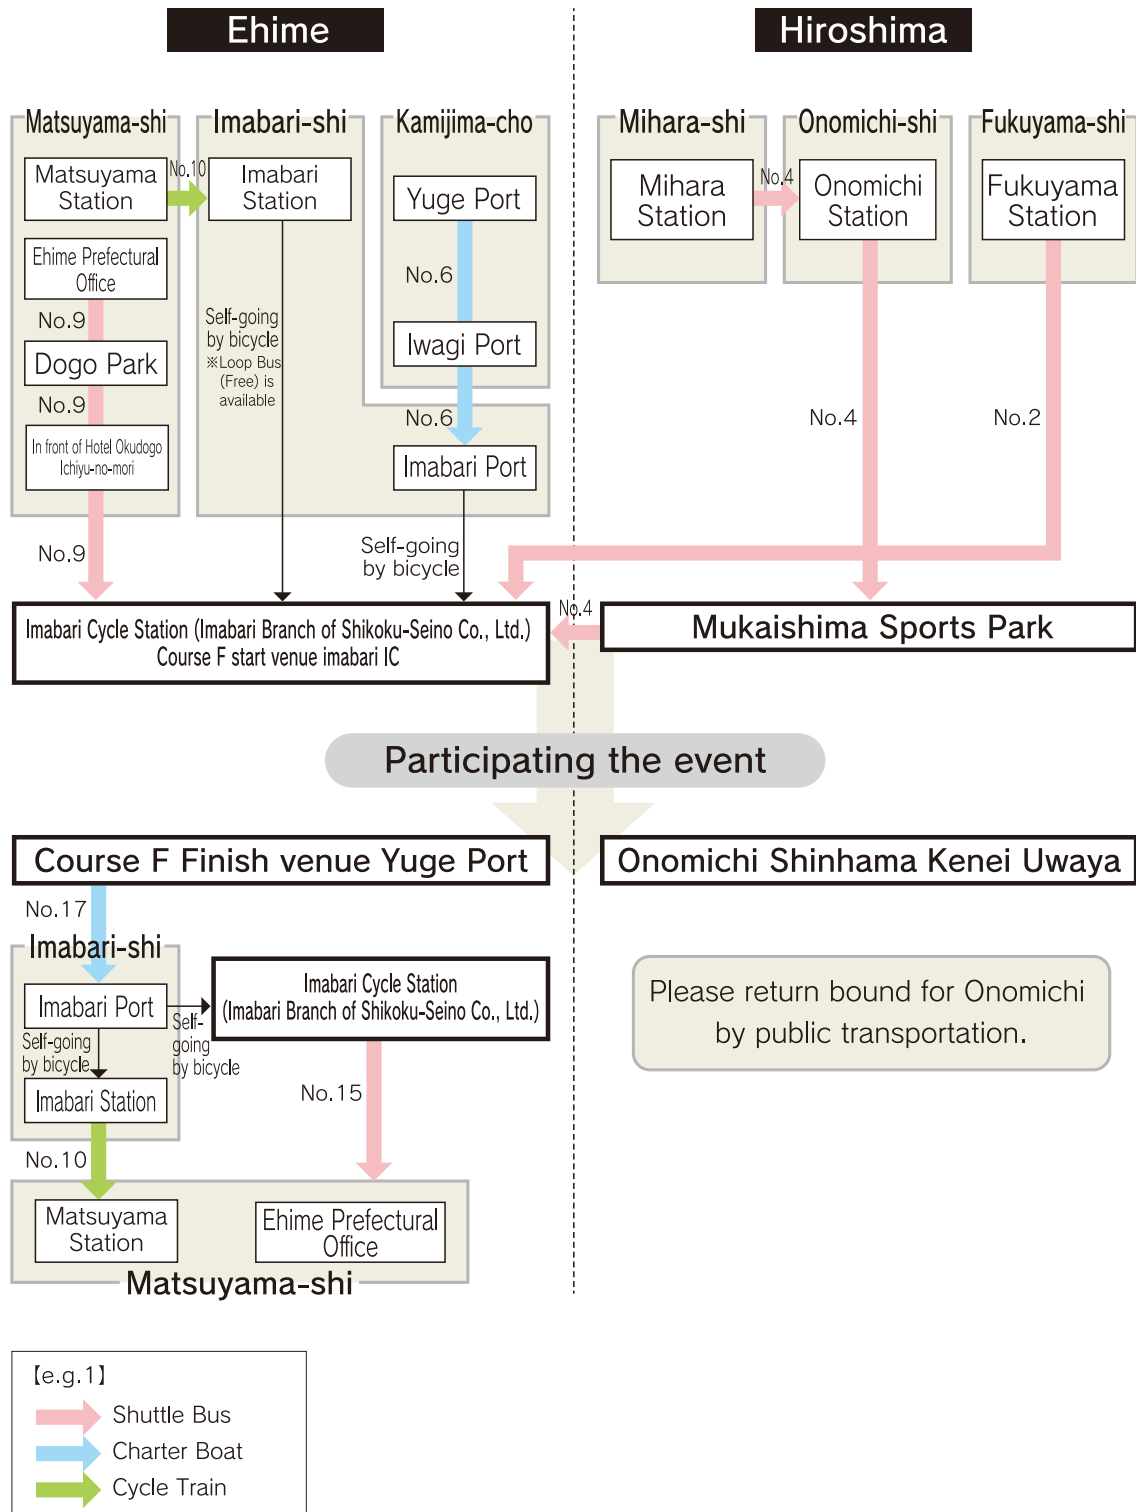 Ehime
Hiroshima
Matsuyama-shi
Imabari-shi
Kamijima-cho
Mihara-shi
Onomichi-shi
Fukuyama-shi
Matsuyama
Station
No.10
Imabari
Station
Yuge Port
Mihara
Station
No.4
Onomichi
Station
Fukuyama
Station
Ehime Prefectural
Office
No.9
Dogo Park
No.9
In front of Hotel Okudogo
Ichiyu-no-mori
No.9
Self-going
by bicycle
※Loop Bus
(Free) is
available
No.6
Iwagi Port
No.6
Imabari Port
Self-going
by bicycle
No.4
No.2
Imabari Cycle Station (Imabari Branch of Shikoku-Seino Co., Ltd.)
Course F start venue imabari IC
No.4
Mukaishima Sports Park
Participating the event
Course F Finish venue Yuge Port
Onomichi Shinhama Kenei Uwaya
No.17
Imabari-shi
Imabari Port
Self-going
by bicycle
Self-
going
by bicycle
Imabari Cycle Station
(Imabari Branch of Shikoku-Seino Co., Ltd.)
Please return bound for Onomichi
by public transportation.
Imabari Station
No.10
No.15
Matsuyama
Station
Ehime Prefectural
Office
Matsuyama-shi
【e.g.1】
Shuttle Bus
Charter Boat
Cycle Train